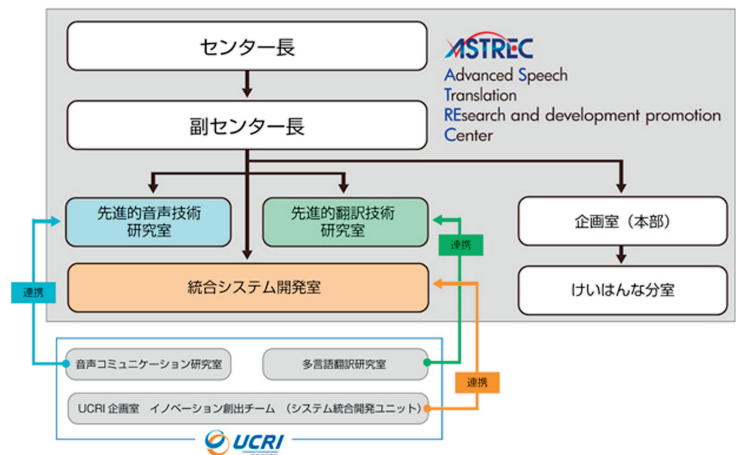 センター長
ASTREC
Advanced Speech
Translation
REsearch and development promotion
Center
副センター長
先進的音声技術
研究室
先進的翻訳技術
研究室
企画室（本部）
連携
統合システム開発室
けいはんな分室
連携
音声コミュニケーション研究室
多言語翻訳研究室
連携
UCRI企画室　イノベーション創出チーム　（システム統合開発ユニット）
UCRI